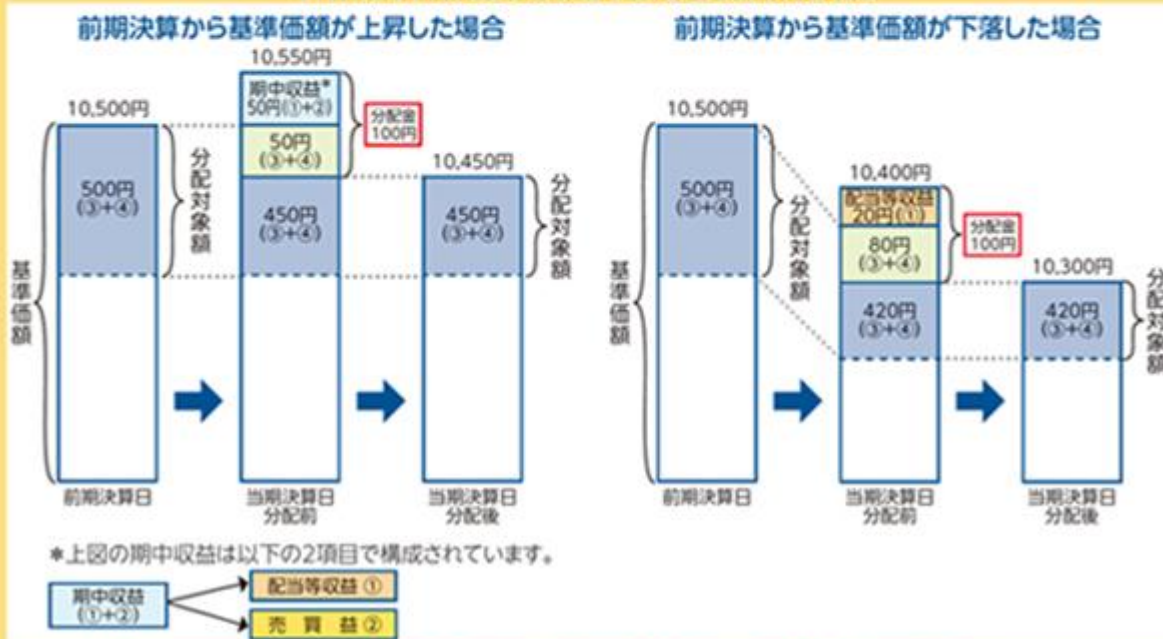 前期決算から基準価額が上昇した場合
10,500円
500円
(③+④)
分配対象額
基準価額
前期決算日
10,550円
期中収益*
50円(①+②)
50円
(③+④)
分配金
100円
450円
(③+④)
当期決算日
分配前
10,450円
450円
(③+④)
分配対象額
当期決算日
分配後
前期決算から基準価額が下落した場合
10,500円
500円
(③+④)
分配対象額
基準価額
前期決算日
10,400円
配当等収益
20円(①)
80円
(③+④)
分配金
100円
420円
(③+④)
当期決算日
分配前
10,300円
420円
(③+④)
分配対象額
当期決算日
分配後
*上図の期中収益は以下の2項目で構成されています。
期中収益
(①+②)
配当等収益 ①
売 買 益 ②